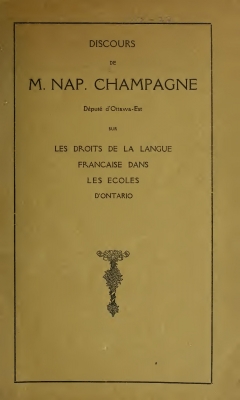 DISCOURS
DE
M. NAP. CHAMPAGNE
Député d'Ottawa-Est
SUR
LES DROITS DE LA LANGUE
FRANCAISE DANS
LES ECOLES
D'ONTARIO